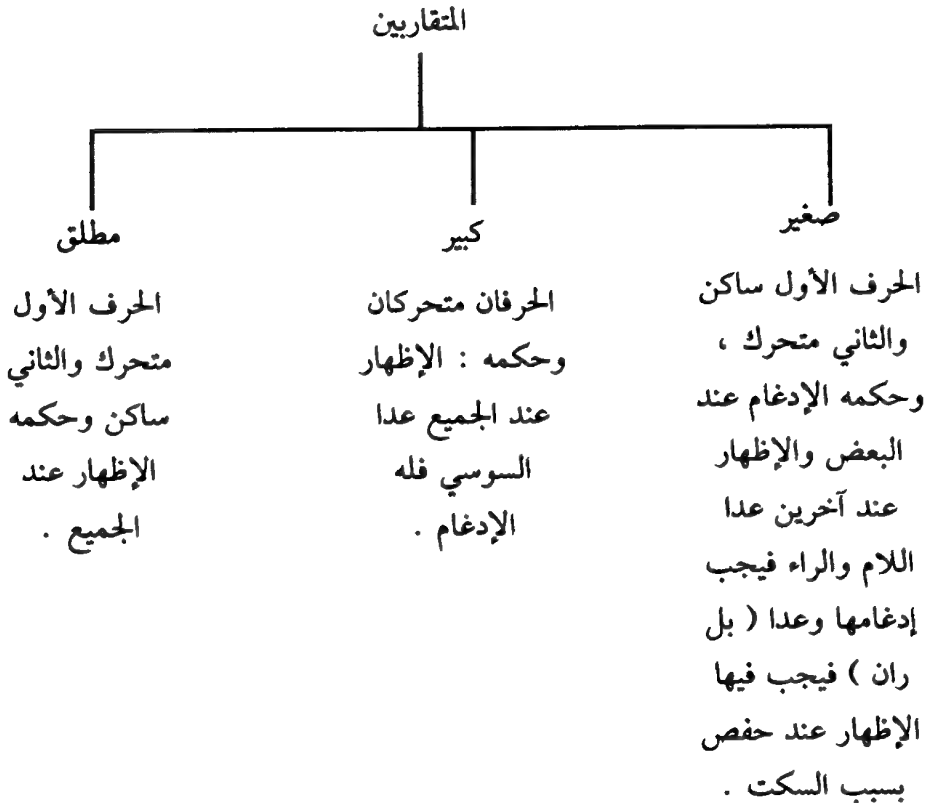 المتقاربين
صغير
الحرف الأول ساكن
والثاني متحرك ،
وحكمه الإدغام عند
البعض والإظهار
عند آخرين عدا
اللام والراء فيجب
إدغامها وعدا ( بل
ران ) فيجب فيها
الإظهار عند حفص
بسبب السكت .
كبير
الحرفان متحركان
وحكمه : الإظهار
عند الجميع عدا
السوسي فله
الإدغام .
مطلق
الحرف الأول
متحرك والثاني
ساكن وحكمه
الإظهار عند
الجميع .